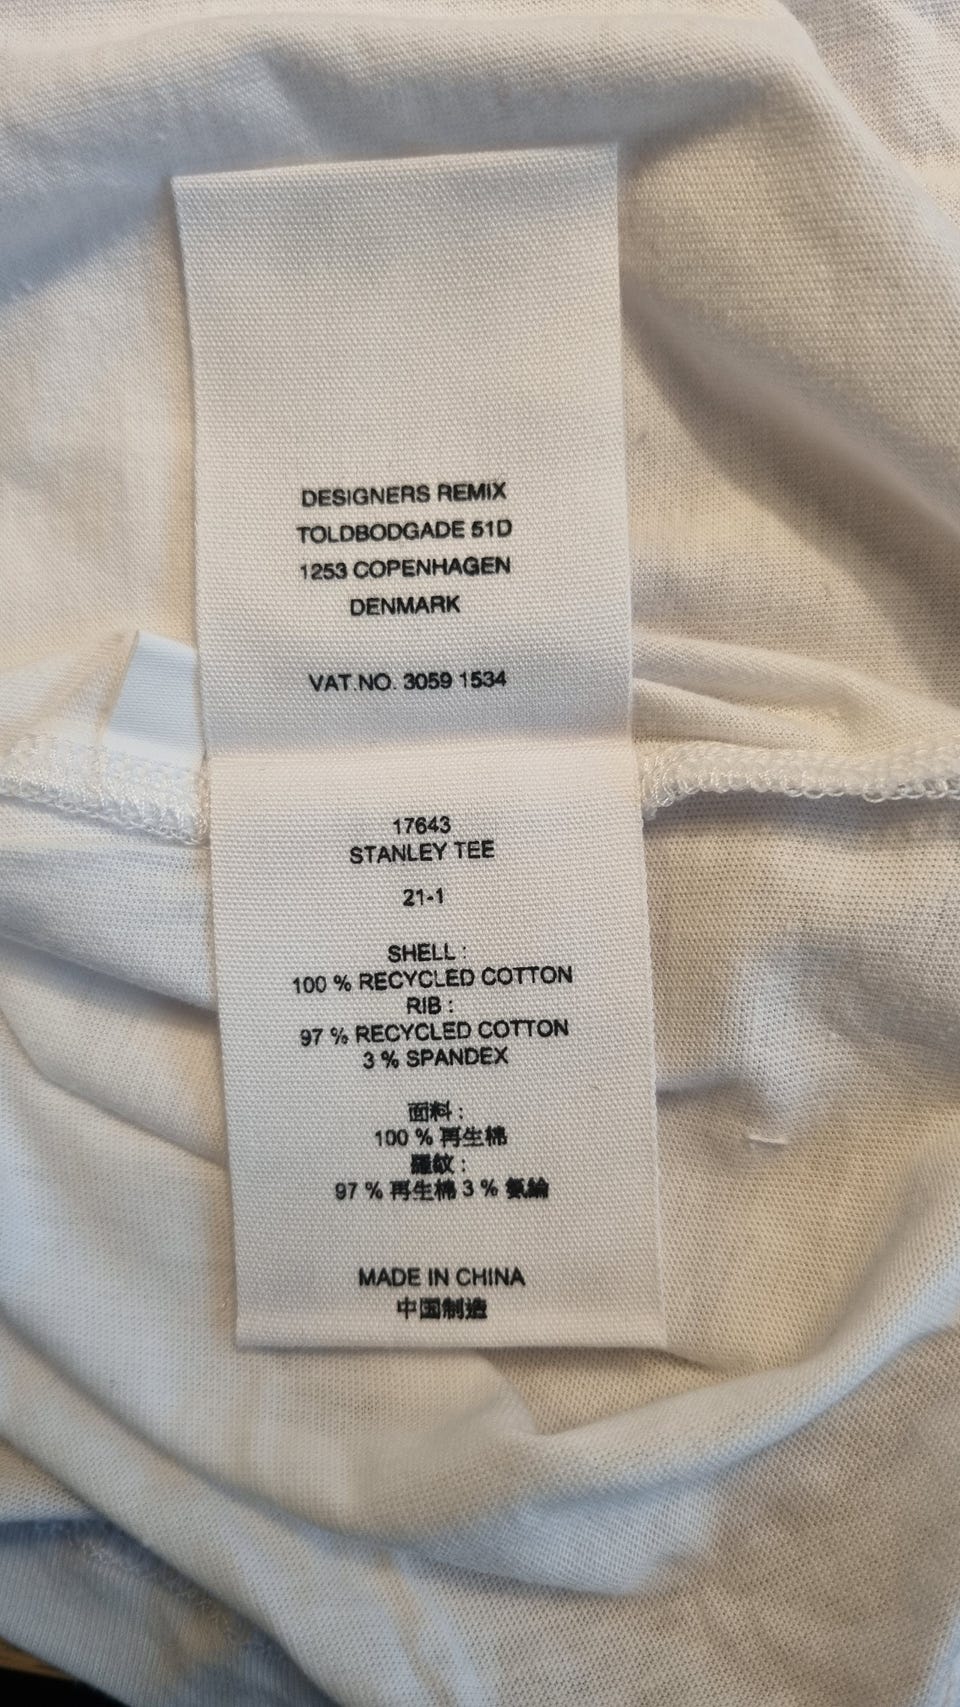 DESIGNERS REMIX
TOLDBODGADE 51D
1253 COPENHAGEN
DENMARK
VAT.NO. 3059 1534
17643
STANLEY TEE
21-1
SHELL :
100 % RECYCLED COTTON
RIB :
97 % RECYCLED COTTON
3 % SPANDEX
面料 :
100 % 再生棉
羅紋 :
97 % 再生棉 3 % 氨綸
MADE IN CHINA
中国制造